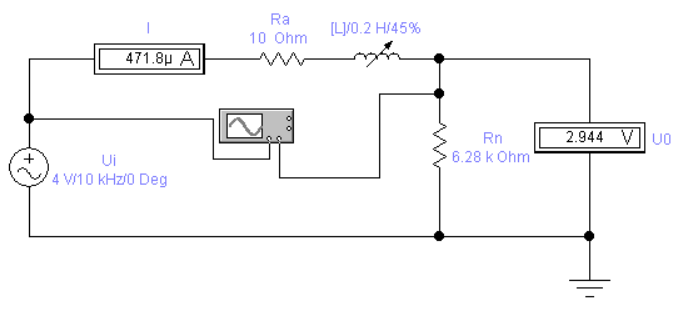 I
471.8µ A
Ra
10 Ohm
[L]/0.2 H/45%
Ui
4 V/10 kHz/0 Deg
Rn
6.28 k Ohm
2.944 V
U0